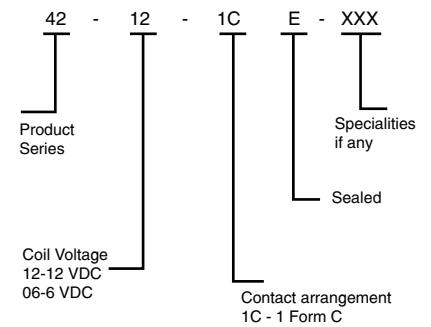 42 - 12 - 1C E - XXX
Product
Series
Specialities
if any
Sealed
Coil Voltage
12-12 VDC
06-6 VDC
Contact arrangement
1C - 1 Form C